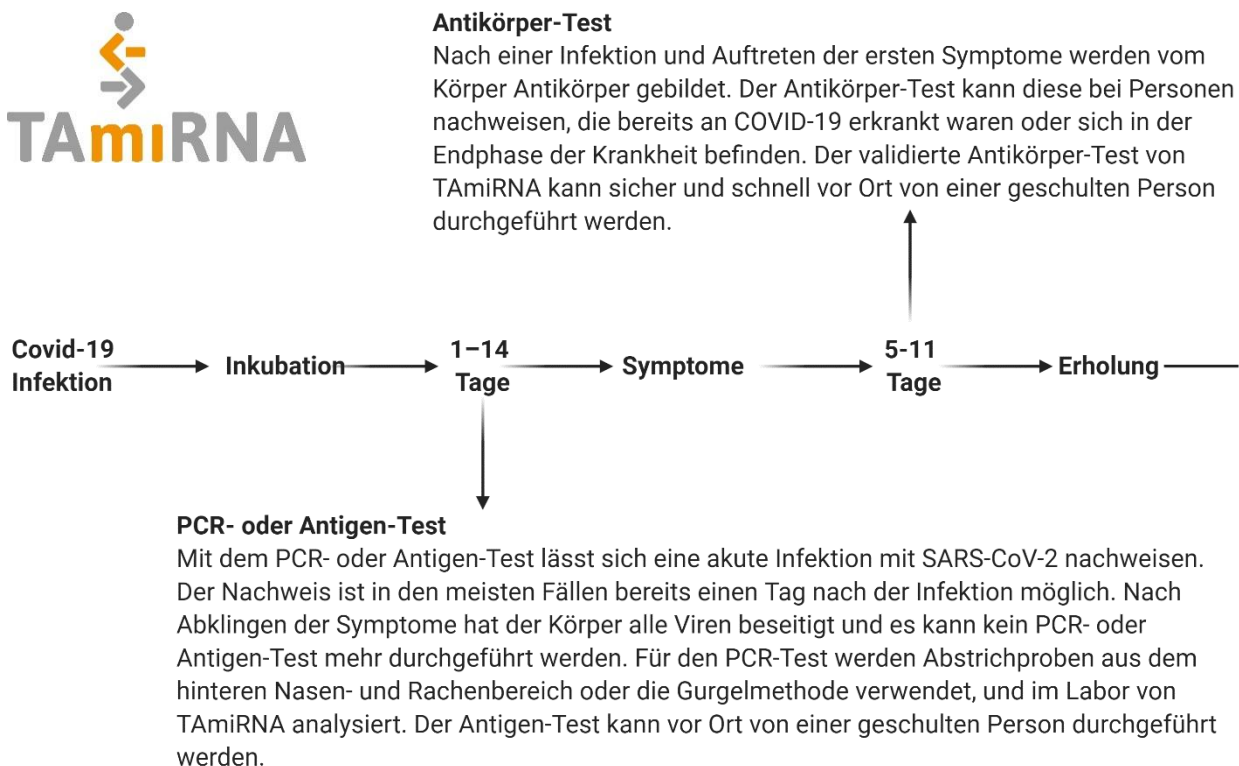 TAmiRNA
Antikörper-Test
Nach einer Infektion und Auftreten der ersten Symptome werden vom
Körper Antikörper gebildet. Der Antikörper-Test kann diese bei Personen
nachweisen, die bereits an COVID-19 erkrankt waren oder sich in der
Endphase der Krankheit befinden. Der validierte Antikörper-Test von
TAmiRNA kann sicher und schnell vor Ort von einer geschulten Person
durchgeführt werden.
Covid-19
Infektion
Inkubation
1–14
Tage
Symptome
5-11
Tage
Erholung
PCR- oder Antigen-Test
Mit dem PCR- oder Antigen-Test lässt sich eine akute Infektion mit SARS-CoV-2 nachweisen.
Der Nachweis ist in den meisten Fällen bereits einen Tag nach der Infektion möglich. Nach
Abklingen der Symptome hat der Körper alle Viren beseitigt und es kann kein PCR- oder
Antigen-Test mehr durchgeführt werden. Für den PCR-Test werden Abstrichproben aus dem
hinteren Nasen- und Rachenbereich oder die Gurgelmethode verwendet, und im Labor von
TAmiRNA analysiert. Der Antigen-Test kann vor Ort von einer geschulten Person durchgeführt
werden.